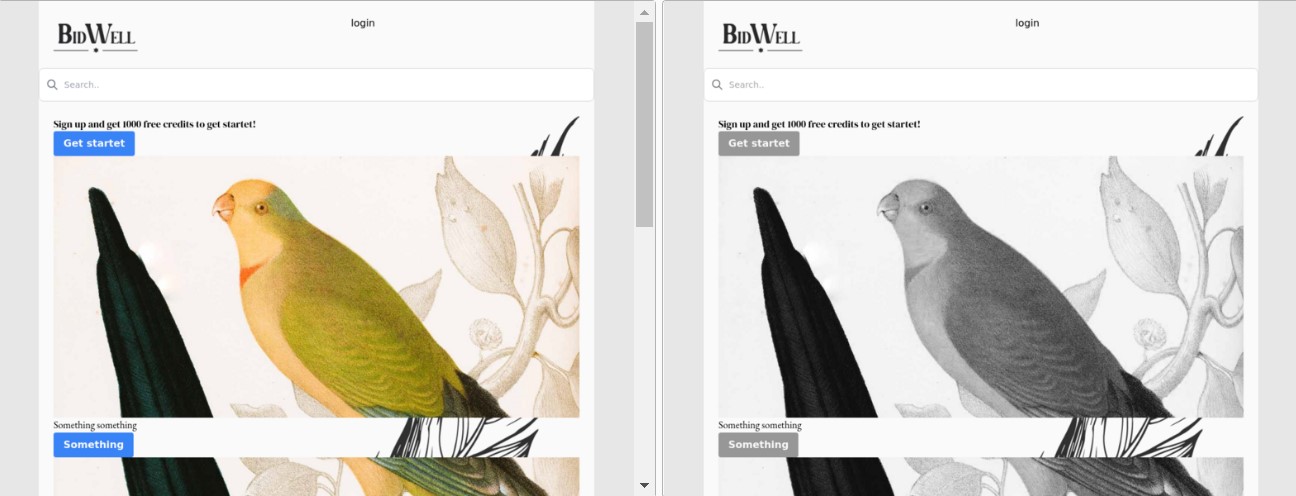 login
BIDWELL
Search..
Sign up and get 1000 free credits to get startet!
Get startet
Something something
Something
login
BIDWELL
Search..
Sign up and get 1000 free credits to get startet!
Get startet
Something something
Something